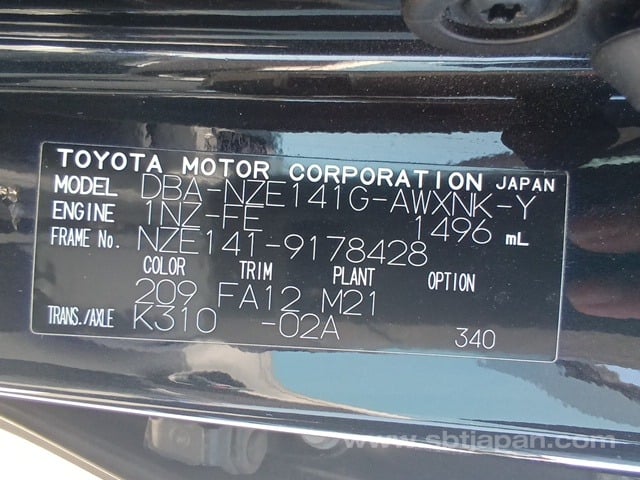 TOYOTA MOTOR CORPORATION JAPAN
MODEL DBA-NZE141G-AWXNK-Y
ENGINE 1NZ-FE 1496 mL
FRAME No. NZE141-9178428
COLOR TRIM PLANT OPTION
209 FA12 M21
TRANS./AXLE K310 -02A 340
www.sbtjapan.com